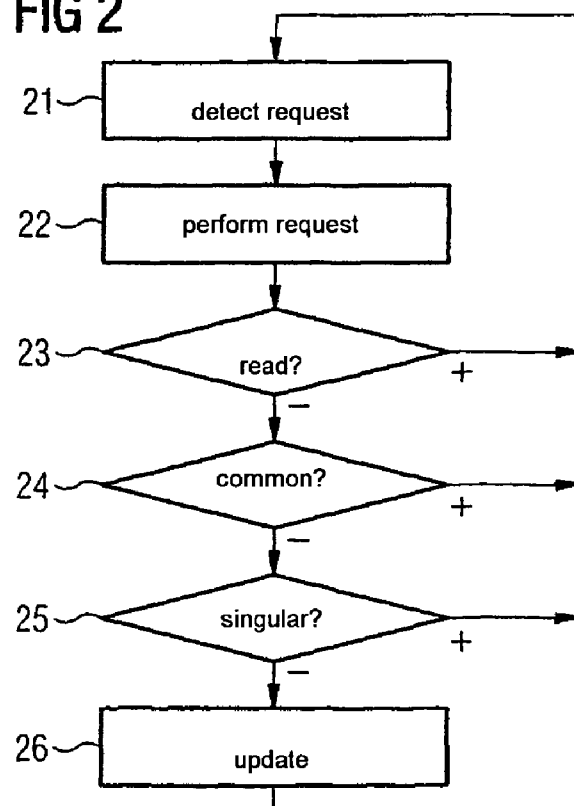 FIG 2
21
detect request
22
perform request
23
read?
+
−
24
common?
+
−
25
singular?
+
−
26
update